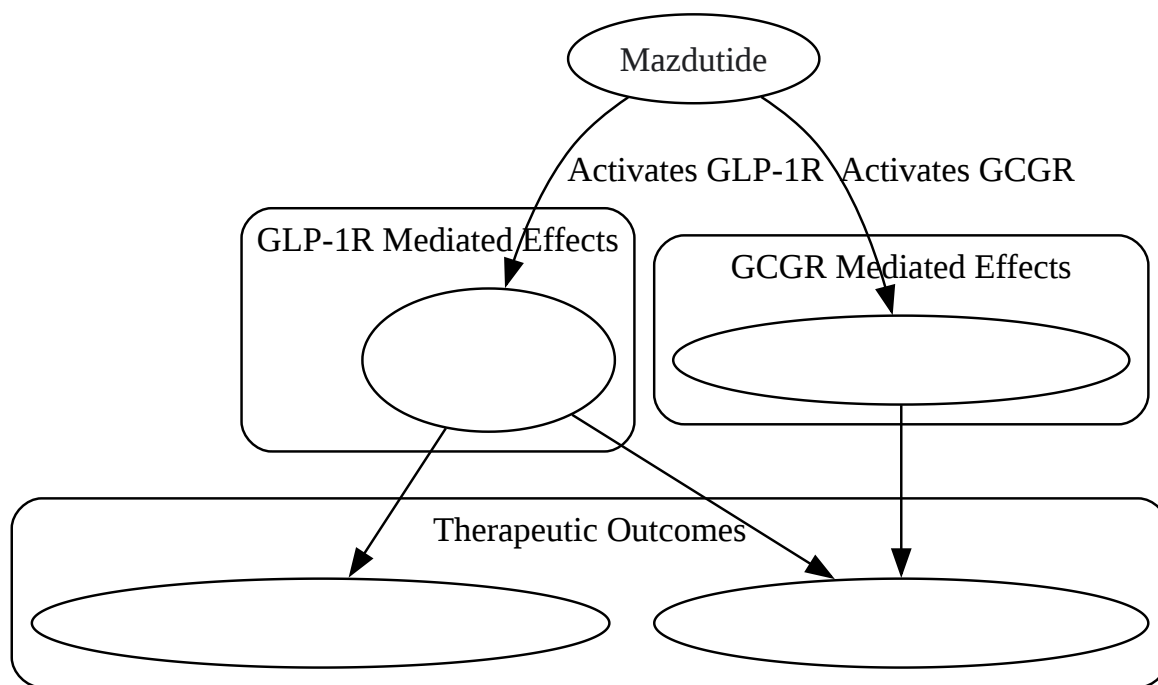 Mazdutide
Activates GLP-1R
Activates GCGR
GLP-1R Mediated Effects
GCGR Mediated Effects
Therapeutic Outcomes